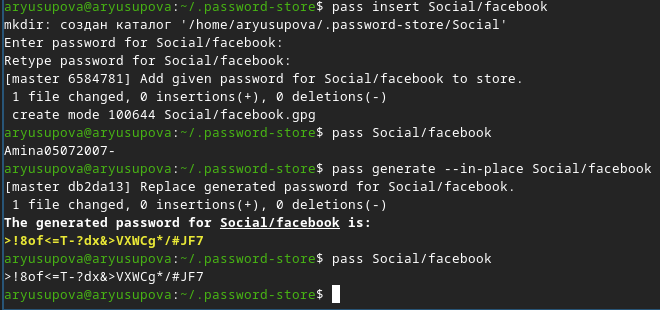 aryusupova@aryusupova:~/.password-store$ pass insert Social/facebook
mkdir: создан каталог '/home/aryusupova/.password-store/Social'
Enter password for Social/facebook:
Retype password for Social/facebook:
[master 6584781] Add given password for Social/facebook to store.
 1 file changed, 0 insertions(+), 0 deletions(-)
 create mode 100644 Social/facebook.gpg
aryusupova@aryusupova:~/.password-store$ pass Social/facebook
Amina05072007-
aryusupova@aryusupova:~/.password-store$ pass generate --in-place Social/facebook
[master db2da13] Replace generated password for Social/facebook.
 1 file changed, 0 insertions(+), 0 deletions(-)
The generated password for Social/facebook is:
>!8of<=T-?dx&>VXWCg*/#JF7
aryusupova@aryusupova:~/.password-store$ pass Social/facebook
>!8of<=T-?dx&>VXWCg*/#JF7
aryusupova@aryusupova:~/.password-store$